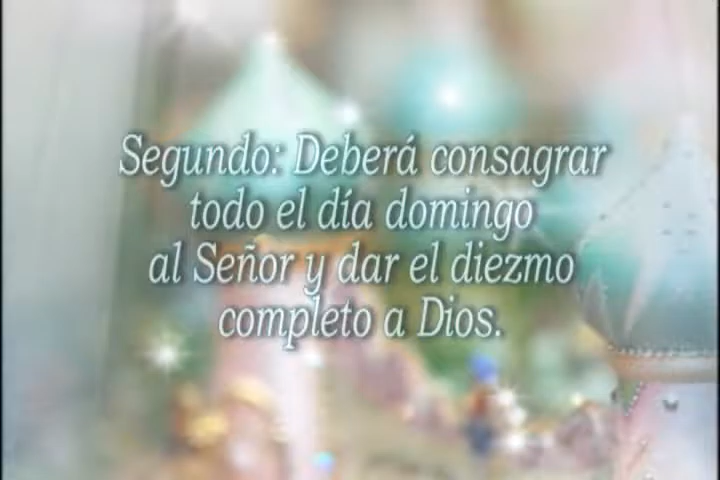 Segundo: Deberá consagrar
todo el día domingo
al Señor y dar el diezmo
completo a Dios.